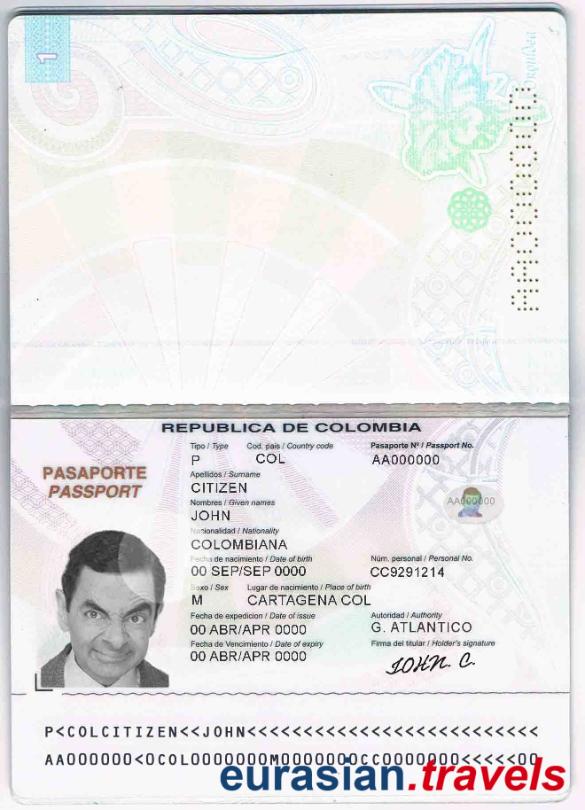 1
AA000000
REPUBLICA DE COLOMBIA
Tipo / Type Cod. pais / Country code Pasaporte Nº / Passport No.
P COL AA000000
PASAPORTE
PASSPORT
Apellidos / Surname
CITIZEN
AA000000
Nombres / Given names
JOHN
Nacionalidad / Nationality
COLOMBIANA
Fecha de nacimiento / Date of birth Núm. personal / Personal No.
00 SEP/SEP 0000 CC9291214
Sexo / Sex Lugar de nacimiento / Place of birth
M CARTAGENA COL
Fecha de expedicion / Date of issue Autoridad / Authority
00 ABR/APR 0000 G. ATLANTICO
Fecha de Vencimiento / Date of expiry Firma del titular / Holder's signature
00 ABR/APR 0000 JOHN. C.
P<COLCITIZEN<<JOHN<<<<<<<<<<<<<<<<<<<<<<<<<<
AA000000<0COL0000000M0000000CC0000000<<<<<00
eurasian.travels